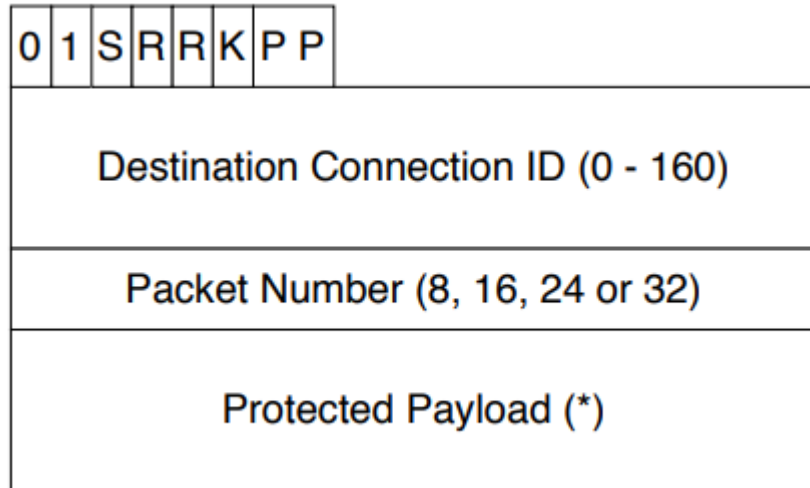 0 1 S R R K P P
Destination Connection ID (0 - 160)
Packet Number (8, 16, 24 or 32)
Protected Payload (*)